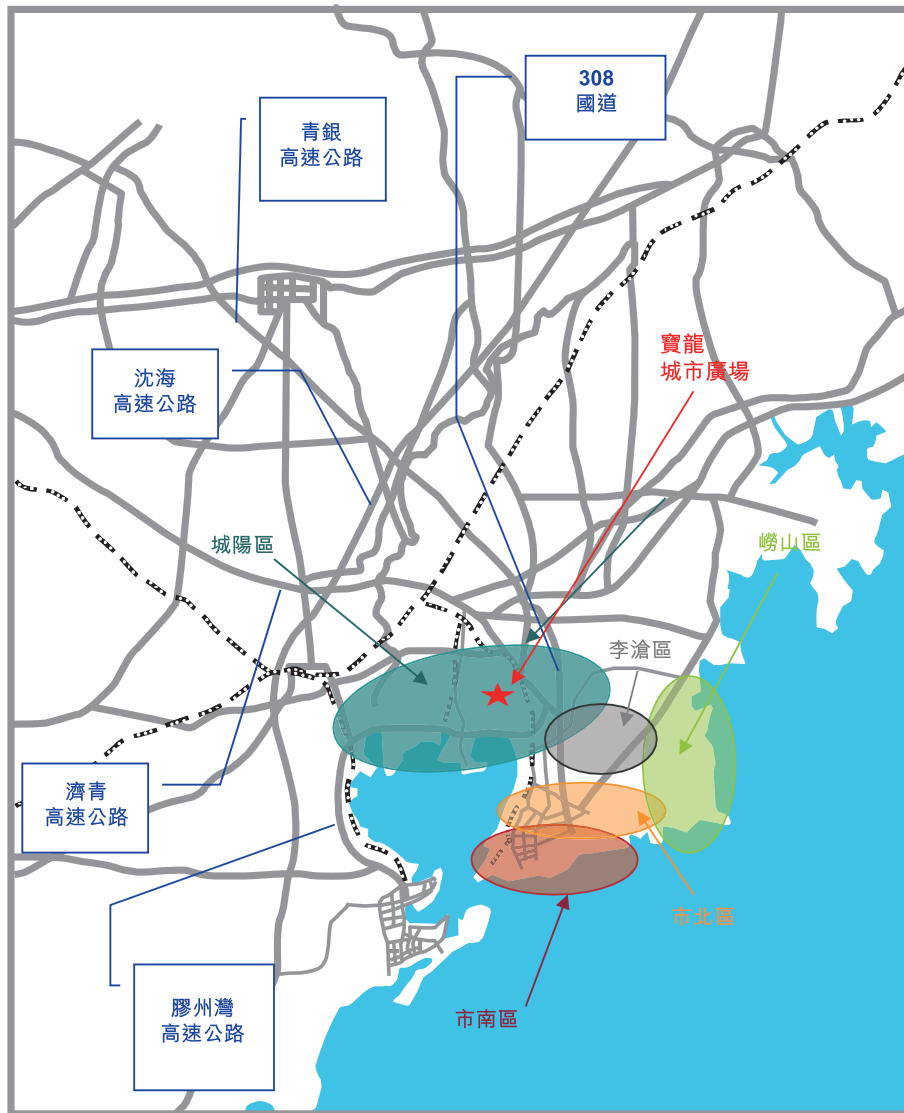 308
國道
青銀
高速公路
寶龍
城市廣場
沈海
高速公路
城陽區
嶗山區
李滄區
濟青
高速公路
市北區
膠州灣
高速公路
市南區